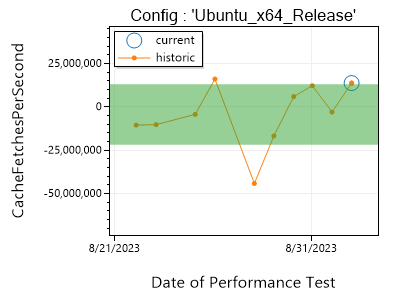 Config : 'Ubuntu_x64_Release'
current
historic
25,000,000
0
-25,000,000
-50,000,000
CacheFetchesPerSecond
8/21/2023
8/31/2023
Date of Performance Test